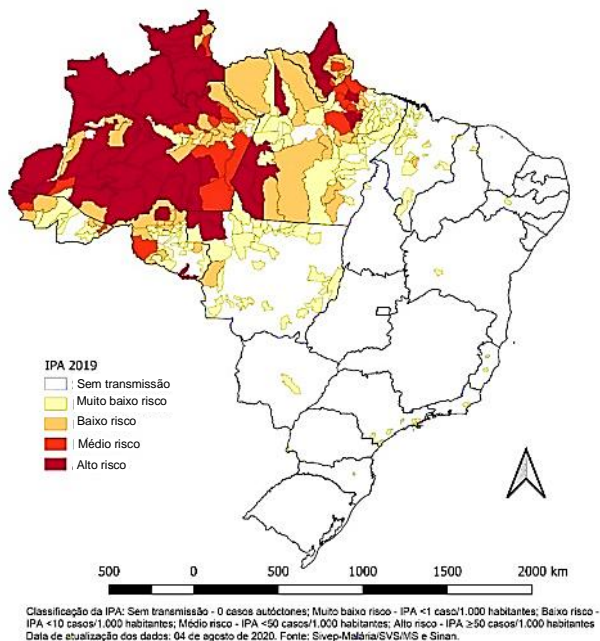 IPA 2019
Sem transmissão
Muito baixo risco
Baixo risco
Médio risco
Alto risco
500 0 500 1000 1500 2000 km
Classificação da IPA: Sem transmissão - 0 casos autóctones; Muito baixo risco - IPA <1 caso/1.000 habitantes; Baixo risco -
IPA <10 casos/1.000 habitantes; Médio risco - IPA <50 casos/1.000 habitantes; Alto risco - IPA ≥50 casos/1.000 habitantes
Data de atualização dos dados: 04 de agosto de 2020. Fonte: Sivep-Malária/SVS/MS e Sinan.